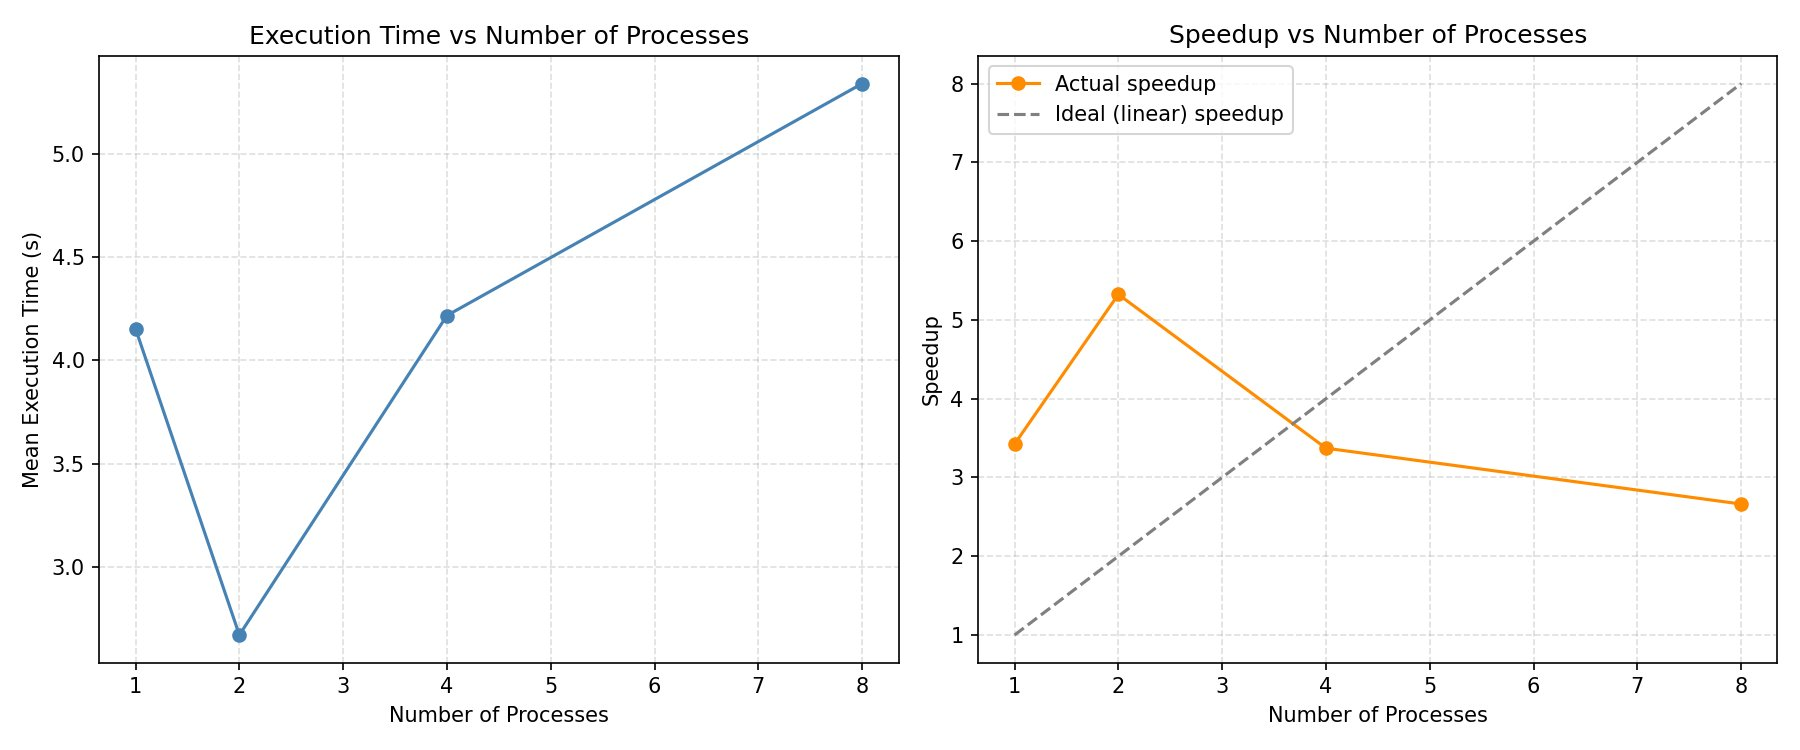 Execution Time vs Number of Processes
Mean Execution Time (s)
5.0
4.5
4.0
3.5
3.0
1 2 3 4 5 6 7 8
Number of Processes
Speedup vs Number of Processes
Actual speedup
Ideal (linear) speedup
Speedup
8
7
6
5
4
3
2
1
1 2 3 4 5 6 7 8
Number of Processes